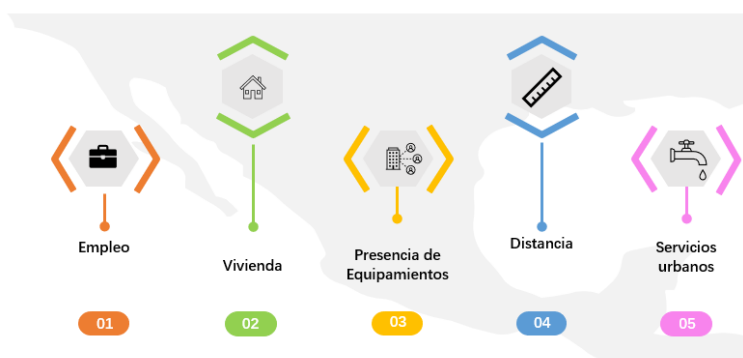 Empleo
Vivienda
Presencia de
Equipamientos
Distancia
Servicios
urbanos
01
02
03
04
05